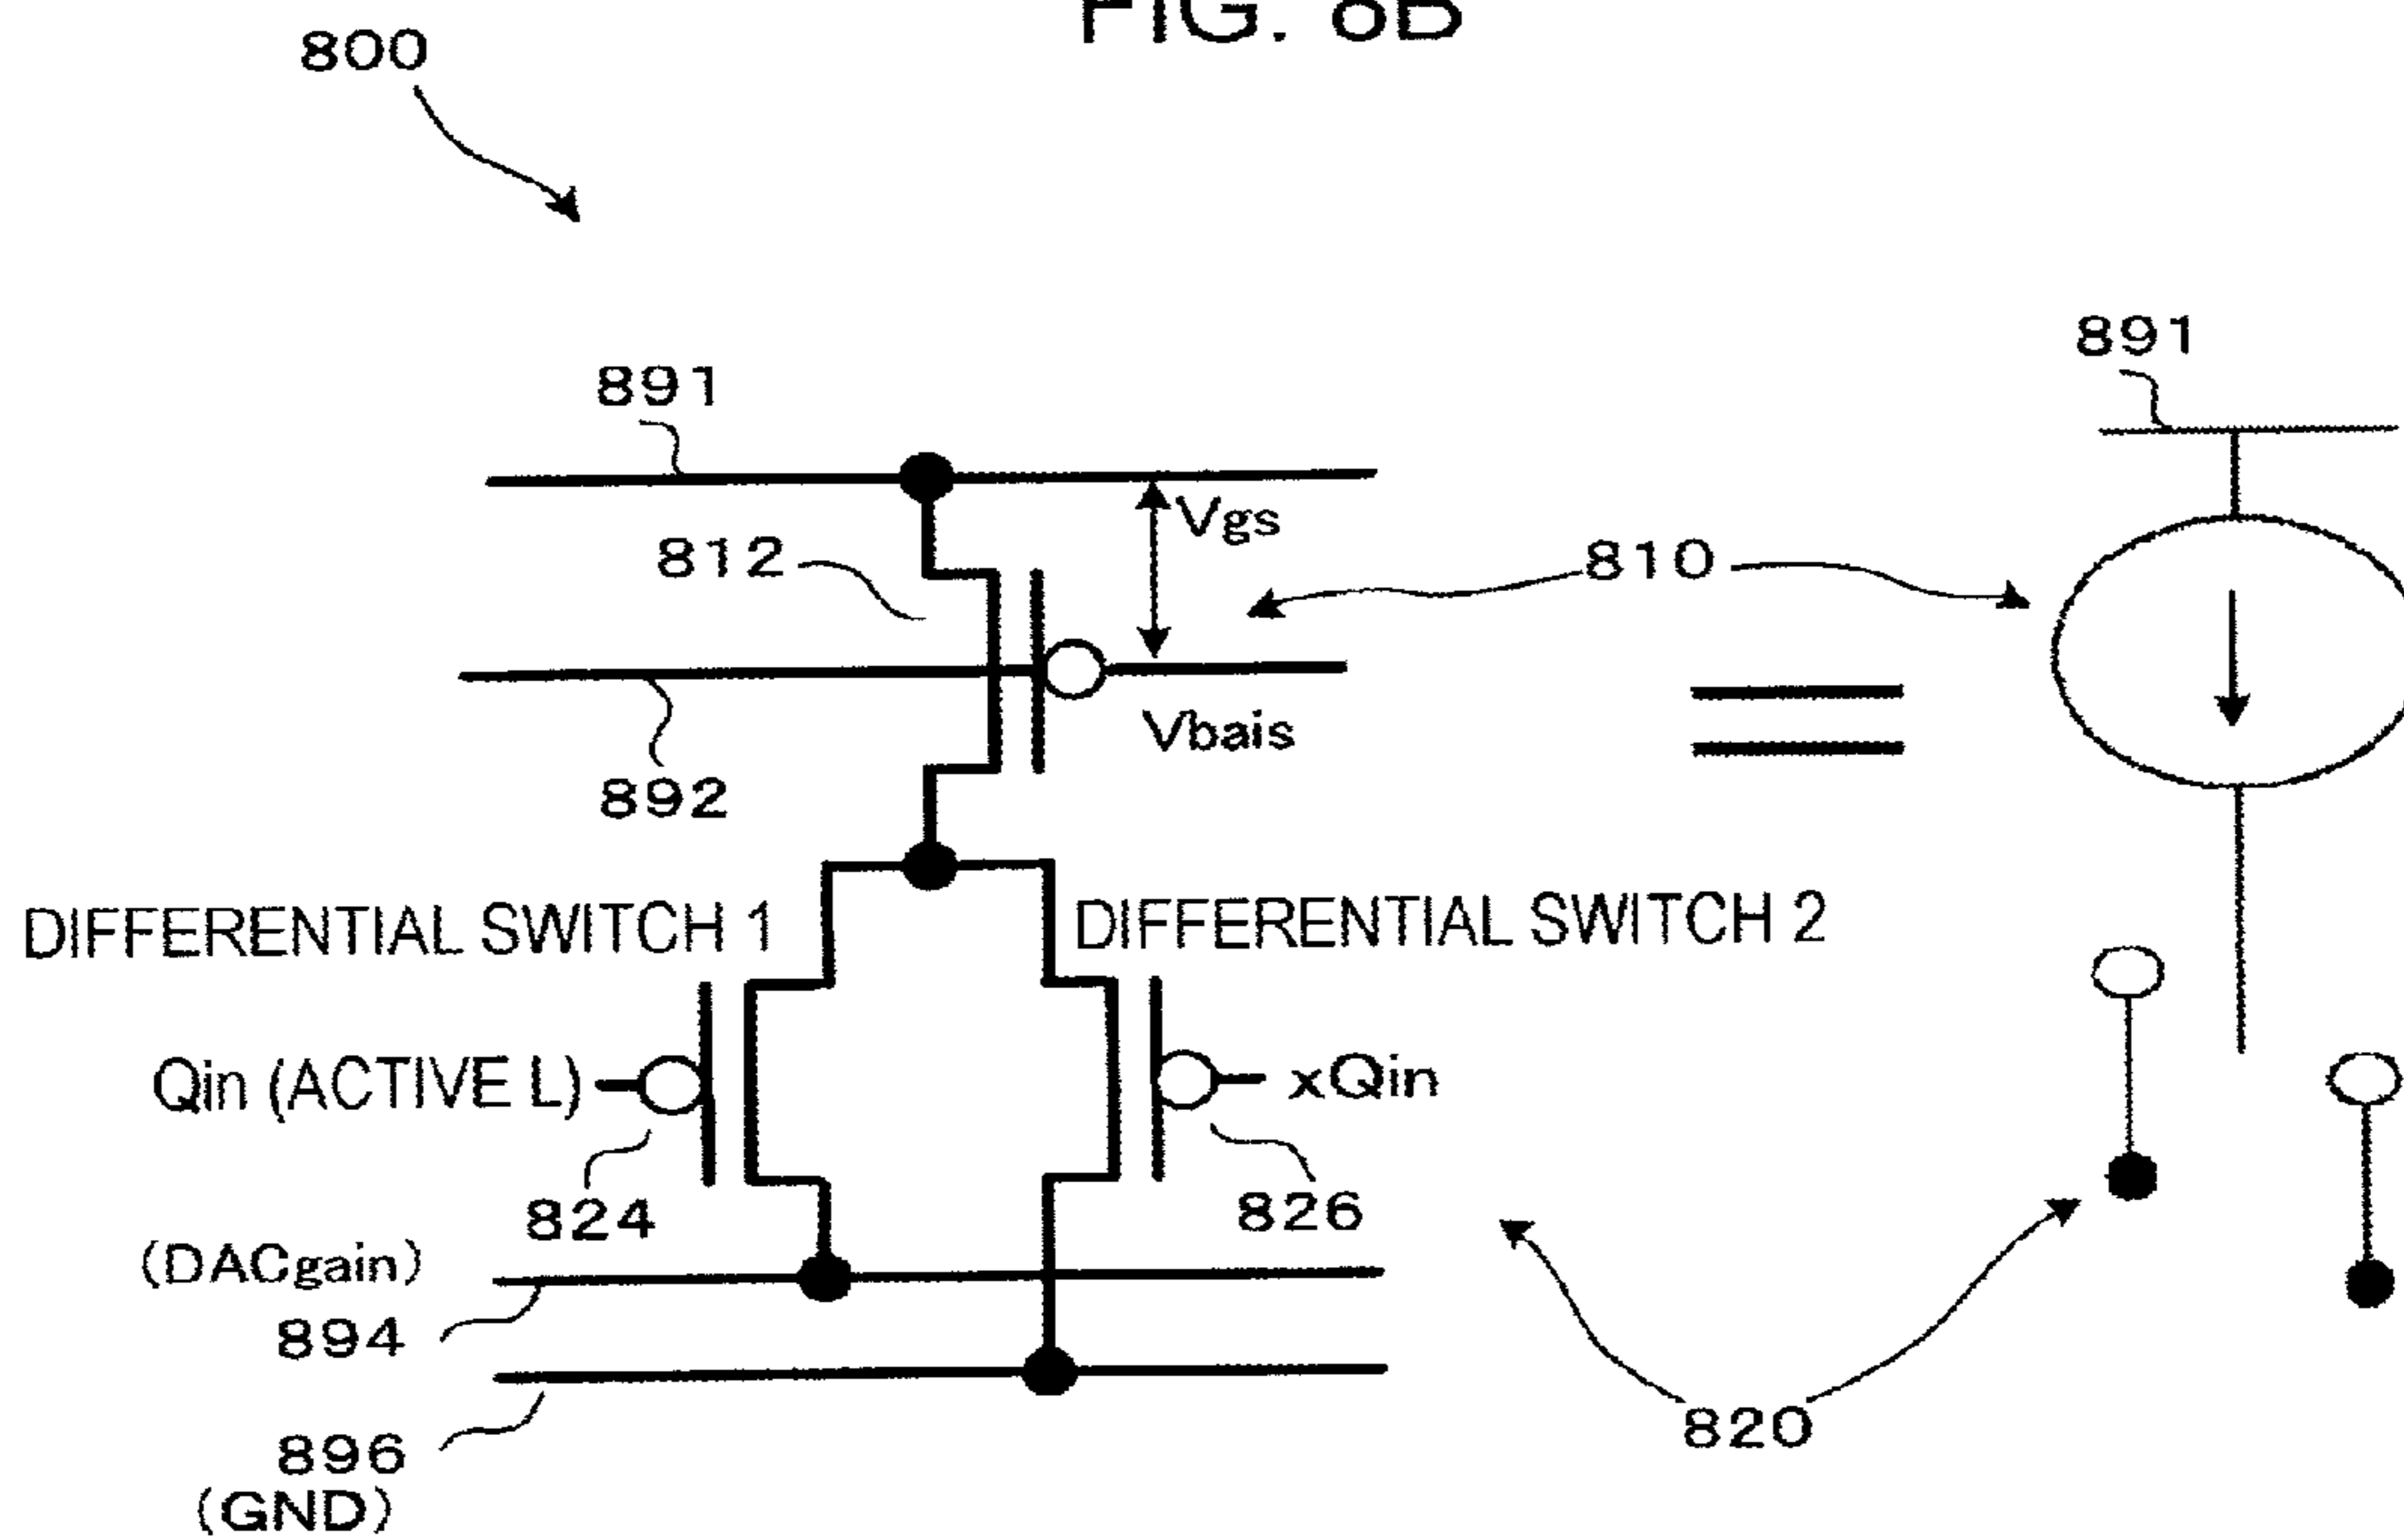 FIG. 8B
800
891
891
Vgs
812
810
Vbais
892
DIFFERENTIAL SWITCH 1
DIFFERENTIAL SWITCH 2
Qin (ACTIVE L)
xQin
824
826
(DACgain)
894
820
896
(GND)